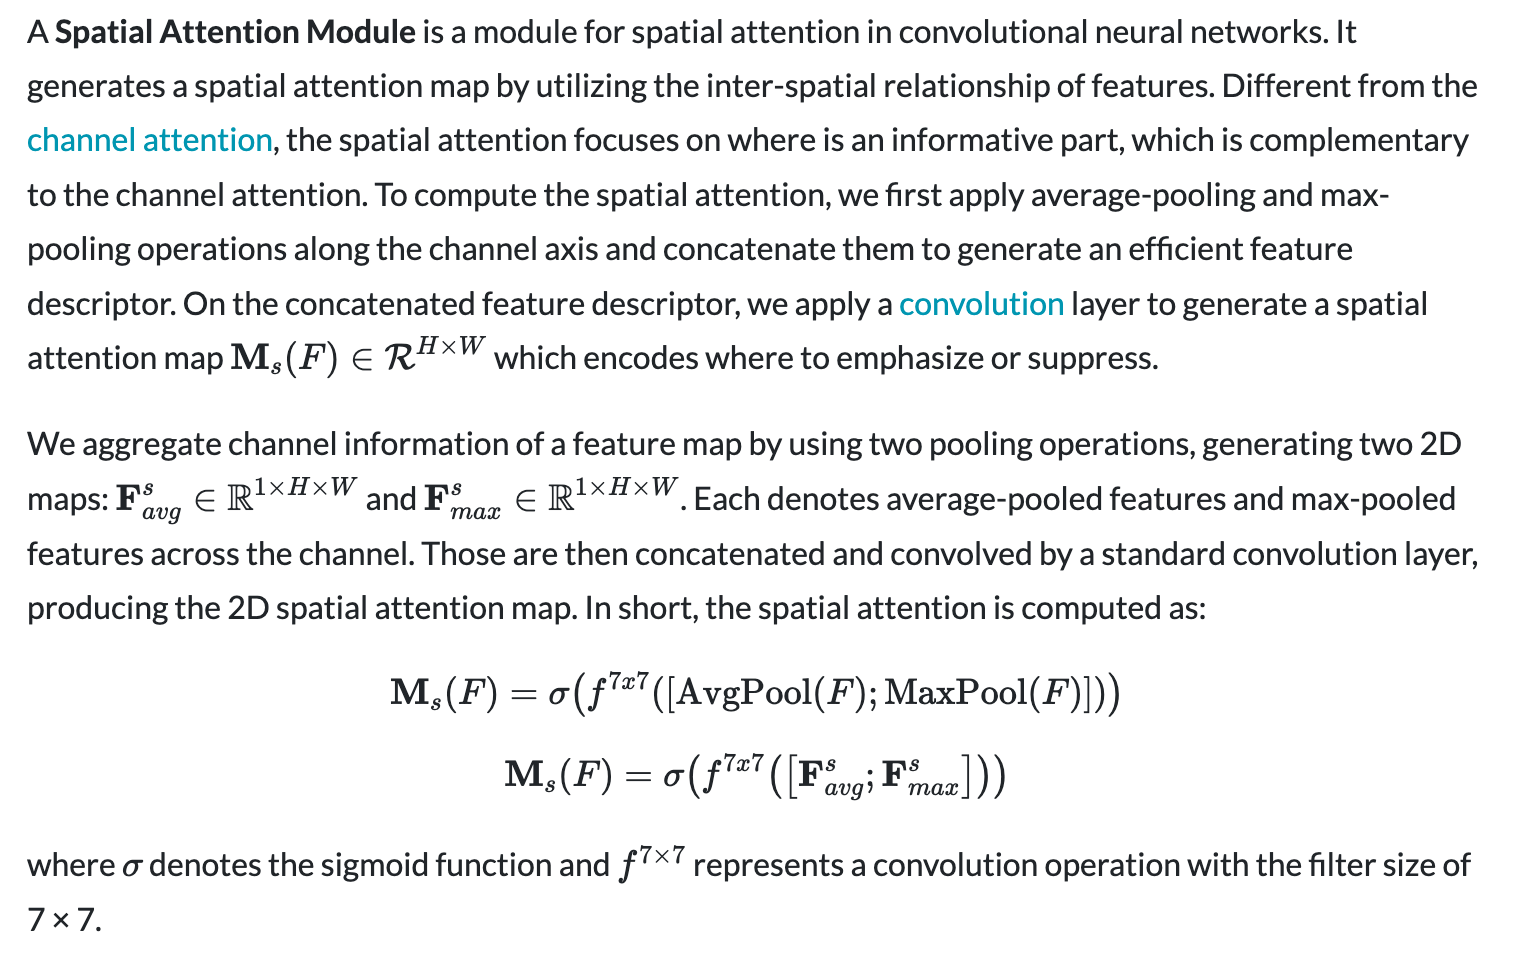 A Spatial Attention Module is a module for spatial attention in convolutional neural networks. It
generates a spatial attention map by utilizing the inter-spatial relationship of features. Different from the
channel attention, the spatial attention focuses on where is an informative part, which is complementary
to the channel attention. To compute the spatial attention, we first apply average-pooling and max-
pooling operations along the channel axis and concatenate them to generate an efficient feature
descriptor. On the concatenated feature descriptor, we apply a convolution layer to generate a spatial
attention map $\mathbf{M}_s(F) \in \mathcal{R}^{H \times W}$ which encodes where to emphasize or suppress.
We aggregate channel information of a feature map by using two pooling operations, generating two 2D
maps: $\mathbf{F}^s_{avg} \in \mathbb{R}^{1 \times H \times W}$ and $\mathbf{F}^s_{max} \in \mathbb{R}^{1 \times H \times W}$. Each denotes average-pooled features and max-pooled
features across the channel. Those are then concatenated and convolved by a standard convolution layer,
producing the 2D spatial attention map. In short, the spatial attention is computed as:
$\mathbf{M}_s(F) = \sigma(f^{7x7}([\mathrm{AvgPool}(F); \mathrm{MaxPool}(F)]))$
$\mathbf{M}_s(F) = \sigma(f^{7x7}([\mathbf{F}^s_{avg}; \mathbf{F}^s_{max}]))$
where $\sigma$ denotes the sigmoid function and $f^{7 \times 7}$ represents a convolution operation with the filter size of
7 × 7.